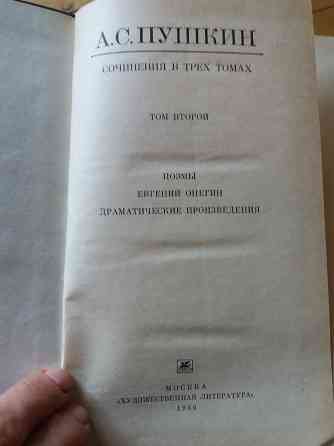 А.С.ПУШКИН
СОЧИНЕНИЯ В ТРЕХ ТОМАХ
ТОМ ВТОРОЙ
ПОЭМЫ
ЕВГЕНИЙ ОНЕГИН
ДРАМАТИЧЕСКИЕ ПРОИЗВЕДЕНИЯ
МОСКВА
«ХУДОЖЕСТВЕННАЯ ЛИТЕРАТУРА»